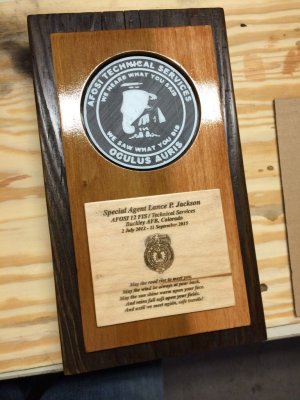 AFOSI TECHNICAL SERVICES
WE HEARD WHAT YOU SAID
WE SAW WHAT YOU DID
OCULUS AURIS
Special Agent Lance P. Jackson
AFOSI 12 FIS / Technical Services
Buckley AFB, Colorado
2 July 2012 - 11 September 2015
May the road rise to meet you,
May the wind be always at your back,
May the sun shine warm upon your face,
And rains fall soft upon your fields,
And until we meet again, safe travels!